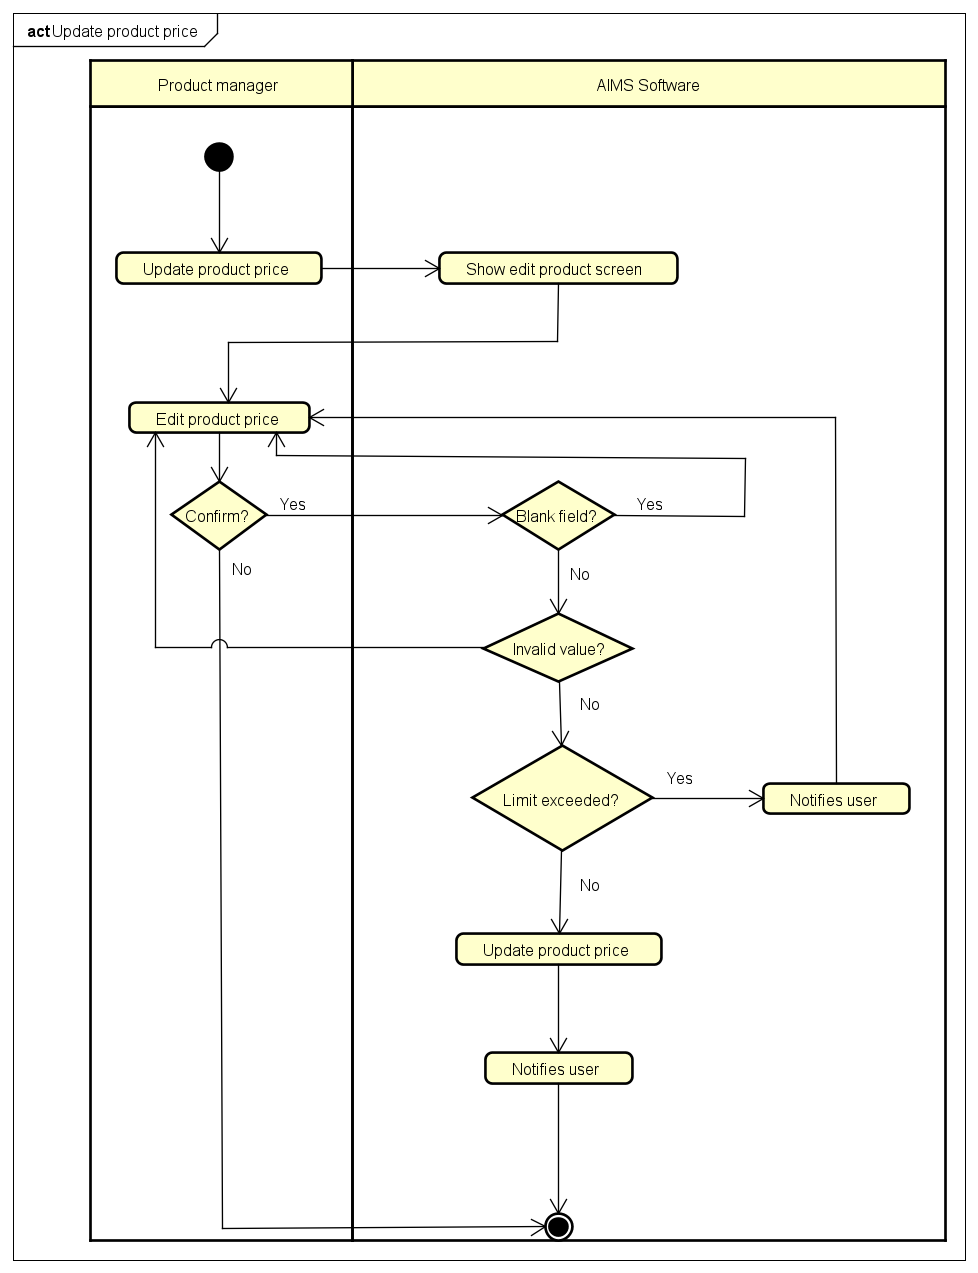 act Update product price
Product manager
AIMS Software
Update product price
Show edit product screen
Edit product price
Confirm?
Yes
Blank field?
Yes
No
No
Invalid value?
No
Limit exceeded?
Yes
Notifies user
No
Update product price
Notifies user